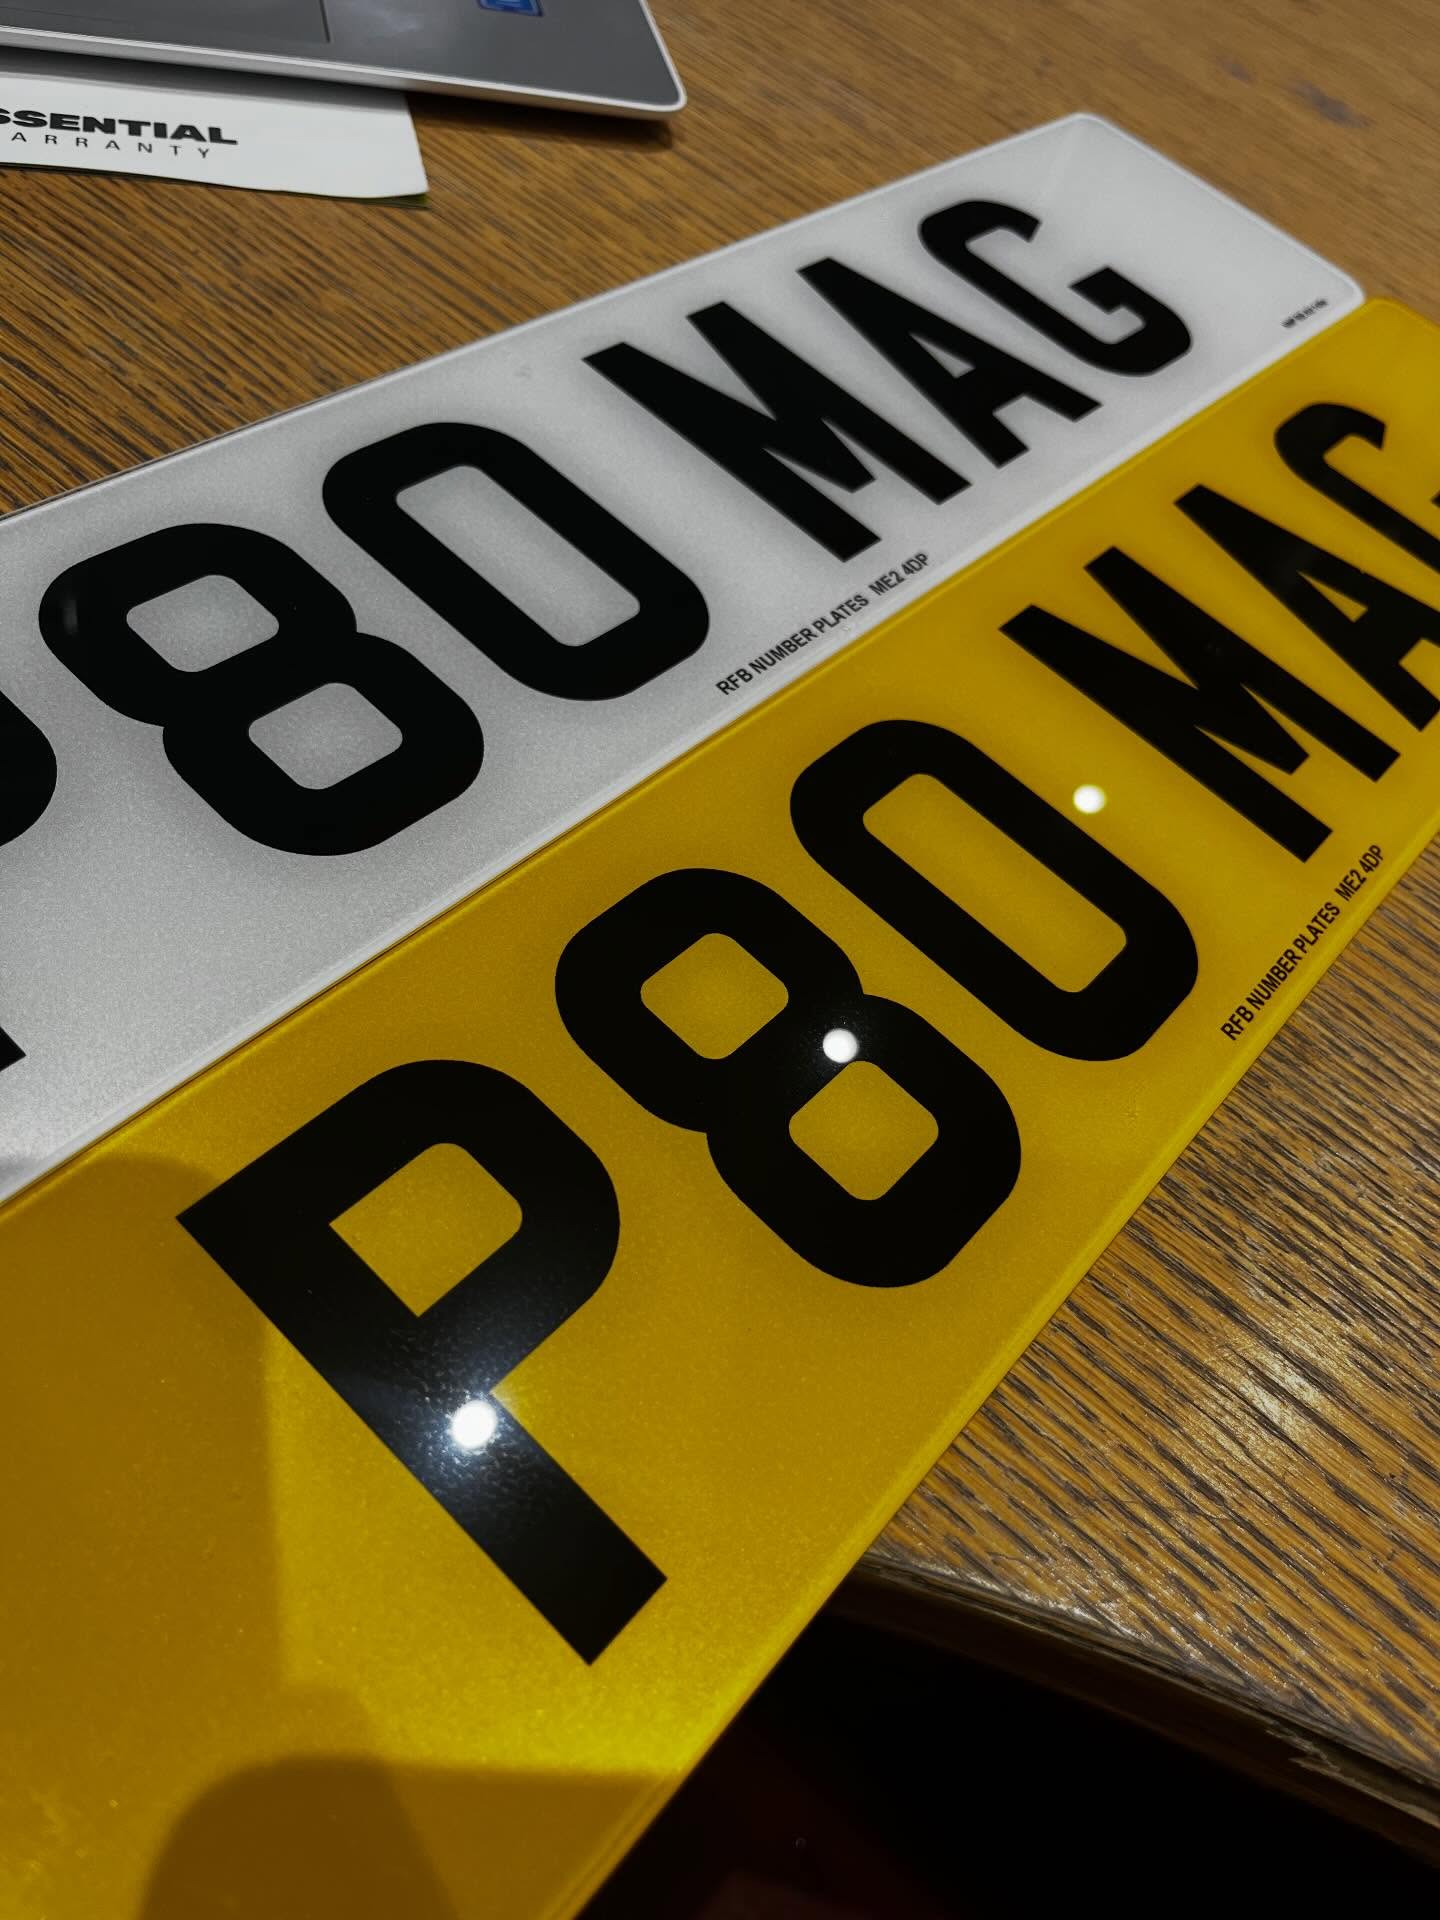 SSENTIAL
ARRANTY
P80 MAG
RFB NUMBER PLATES ME2 4DP
P80 MAG
RFB NUMBER PLATES ME2 4DP